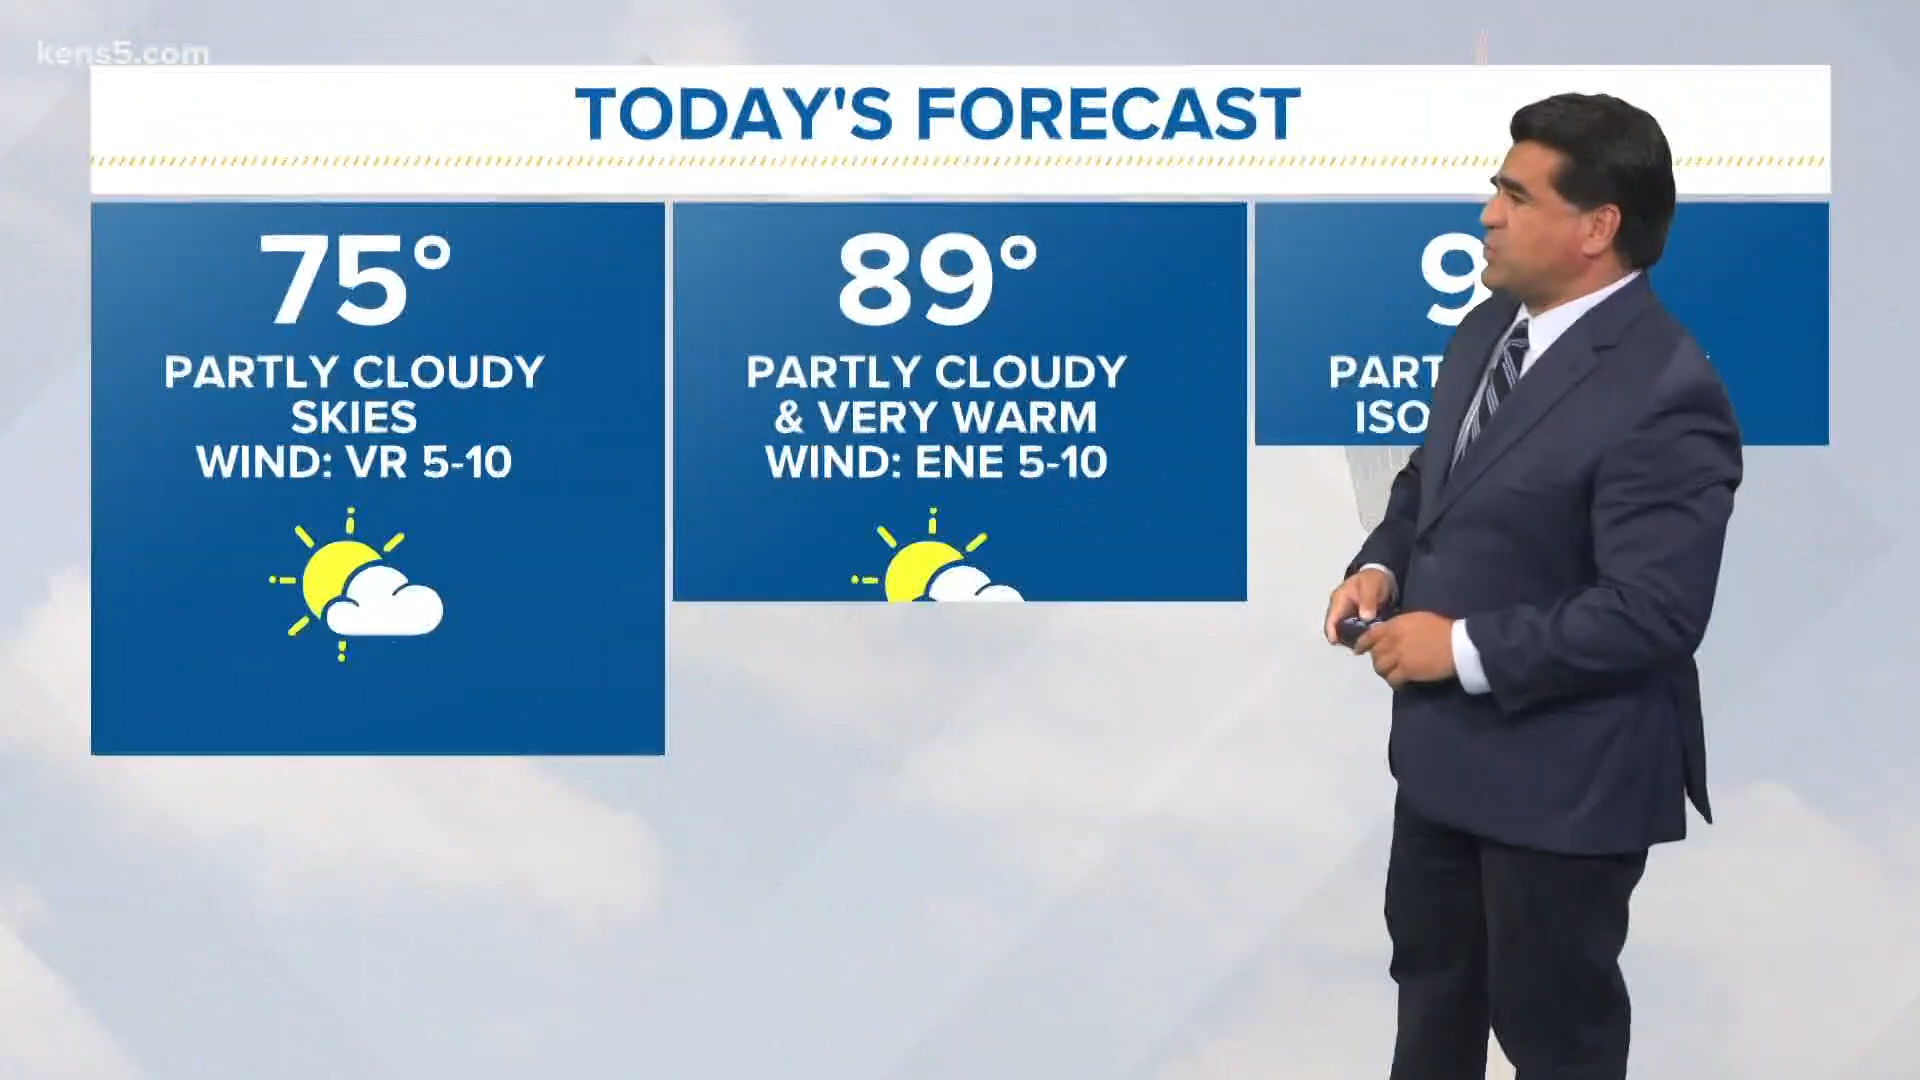 kens5.com
TODAY'S FORECAST
75°
PARTLY CLOUDY
SKIES
WIND: VR 5-10
89°
PARTLY CLOUDY
& VERY WARM
WIND: ENE 5-10